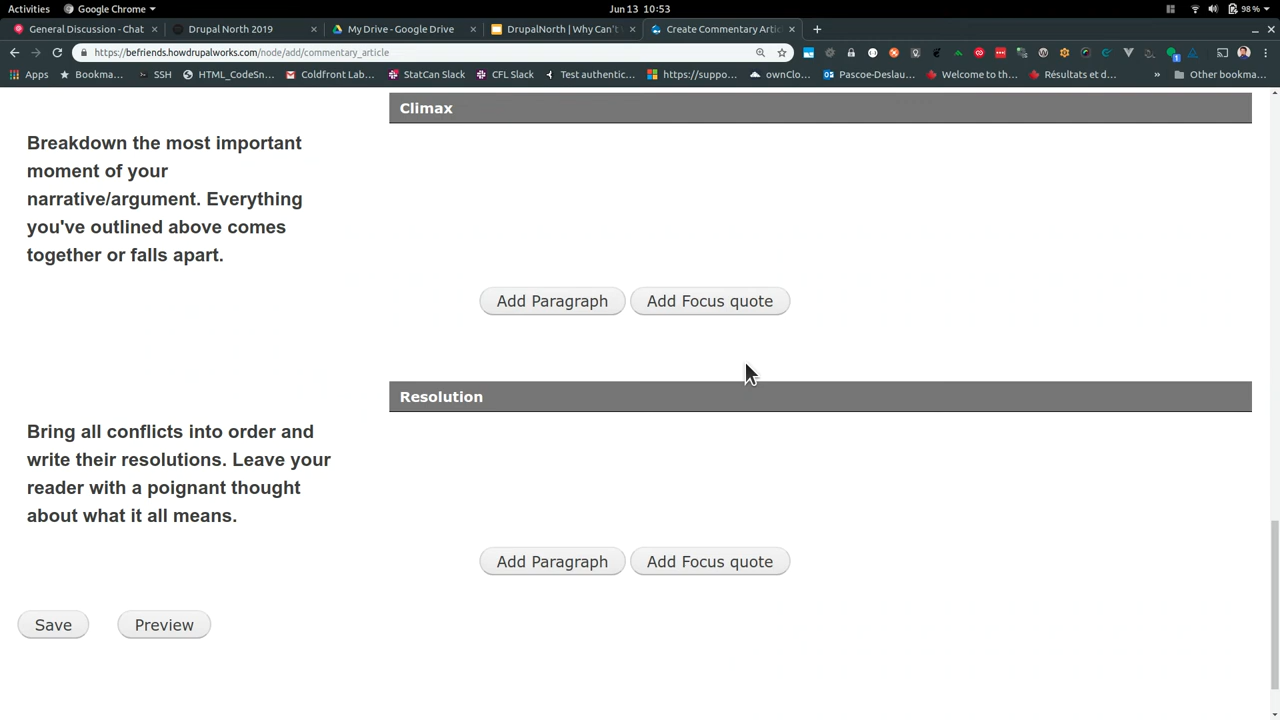 Activities Google Chrome Jun 13 10:53 98%
General Discussion - Chat Drupal North 2019 My Drive - Google Drive DrupalNorth | Why Can't Create Commentary Artic
https://befriends.howdrupalworks.com/node/add/commentary_article
Apps Bookma... SSH HTML_CodeSn... Coldfront Lab... StatCan Slack CFL Slack Test authentic... https://suppo... ownClo... Pascoe-Deslau... Welcome to th... Résultats et d... » Other bookma...
Climax
Breakdown the most important
moment of your
narrative/argument. Everything
you've outlined above comes
together or falls apart.
Add Paragraph Add Focus quote
Resolution
Bring all conflicts into order and
write their resolutions. Leave your
reader with a poignant thought
about what it all means.
Add Paragraph Add Focus quote
Save Preview